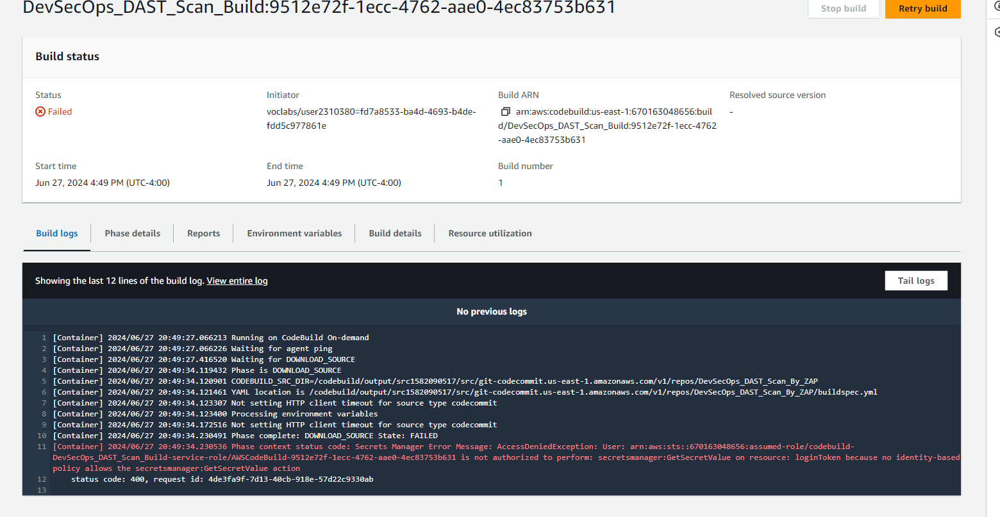 DevSecOps_DAST_Scan_Build:9512e72f-1ecc-4762-aae0-4ec83753b631
Stop build
Retry build
Build status
Status
Initiator
Build ARN
Resolved source version
Failed
voclabs/user2310380=fd7a8533-ba4d-4693-b4de-
fdd5c977861e
arn:aws:codebuild:us-east-1:670163048656:buil
d/DevSecOps_DAST_Scan_Build:9512e72f-1ecc-4762
-aae0-4ec83753b631
-
Start time
End time
Build number
Jun 27, 2024 4:49 PM (UTC-4:00)
Jun 27, 2024 4:49 PM (UTC-4:00)
1
Build logs
Phase details
Reports
Environment variables
Build details
Resource utilization
Showing the last 12 lines of the build log. View entire log
Tail logs
No previous logs
1 [Container] 2024/06/27 20:49:27.066213 Running on CodeBuild On-demand
2 [Container] 2024/06/27 20:49:27.066226 Waiting for agent ping
3 [Container] 2024/06/27 20:49:27.416520 Waiting for DOWNLOAD_SOURCE
4 [Container] 2024/06/27 20:49:34.119432 Phase is DOWNLOAD_SOURCE
5 [Container] 2024/06/27 20:49:34.120901 CODEBUILD_SRC_DIR=/codebuild/output/src1582090517/src/git-codecommit.us-east-1.amazonaws.com/v1/repos/DevSecOps_DAST_Scan_By_ZAP
6 [Container] 2024/06/27 20:49:34.121461 YAML location is /codebuild/output/src1582090517/src/git-codecommit.us-east-1.amazonaws.com/v1/repos/DevSecOps_DAST_Scan_By_ZAP/buildspec.yml
7 [Container] 2024/06/27 20:49:34.123307 Not setting HTTP client timeout for source type codecommit
8 [Container] 2024/06/27 20:49:34.123400 Processing environment variables
9 [Container] 2024/06/27 20:49:34.172516 Not setting HTTP client timeout for source type codecommit
10 [Container] 2024/06/27 20:49:34.230491 Phase complete: DOWNLOAD_SOURCE State: FAILED
11 [Container] 2024/06/27 20:49:34.230536 Phase context status code: Secrets Manager Error Message: AccessDeniedException: User: arn:aws:sts::670163048656:assumed-role/codebuild-
DevSecOps_DAST_Scan_Build-service-role/AWSCodeBuild-9512e72f-1ecc-4762-aae0-4ec83753b631 is not authorized to perform: secretsmanager:GetSecretValue on resource: loginToken because no identity-based
policy allows the secretsmanager:GetSecretValue action
12 status code: 400, request id: 4de3fa9f-7d13-40cb-918e-57d22c9330ab
13